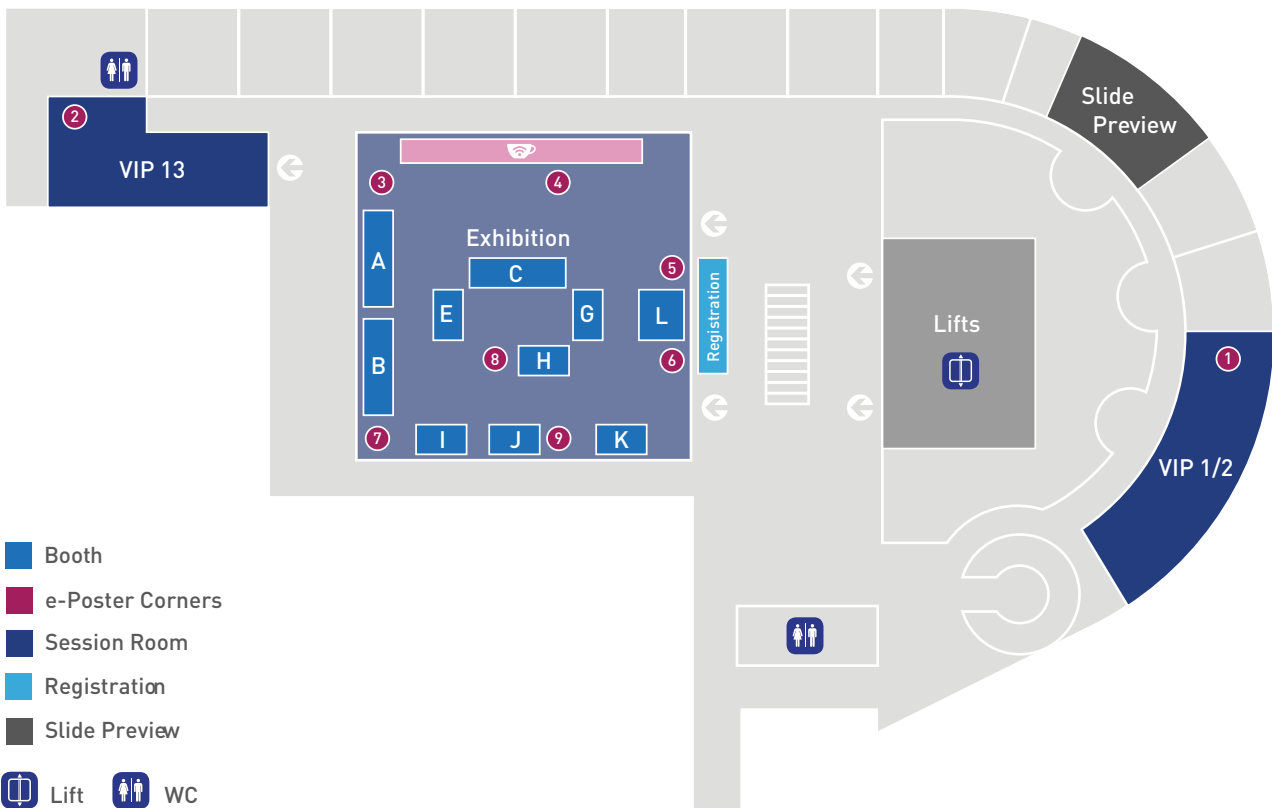 Slide
Preview
2
VIP 13
3
4
Exhibition
A
C
5
Registration
E
G
L
Lifts
B
8
H
6
1
7
I
J
9
K
VIP 1/2
Booth
e-Poster Corners
Session Room
Registration
Slide Preview
Lift
WC